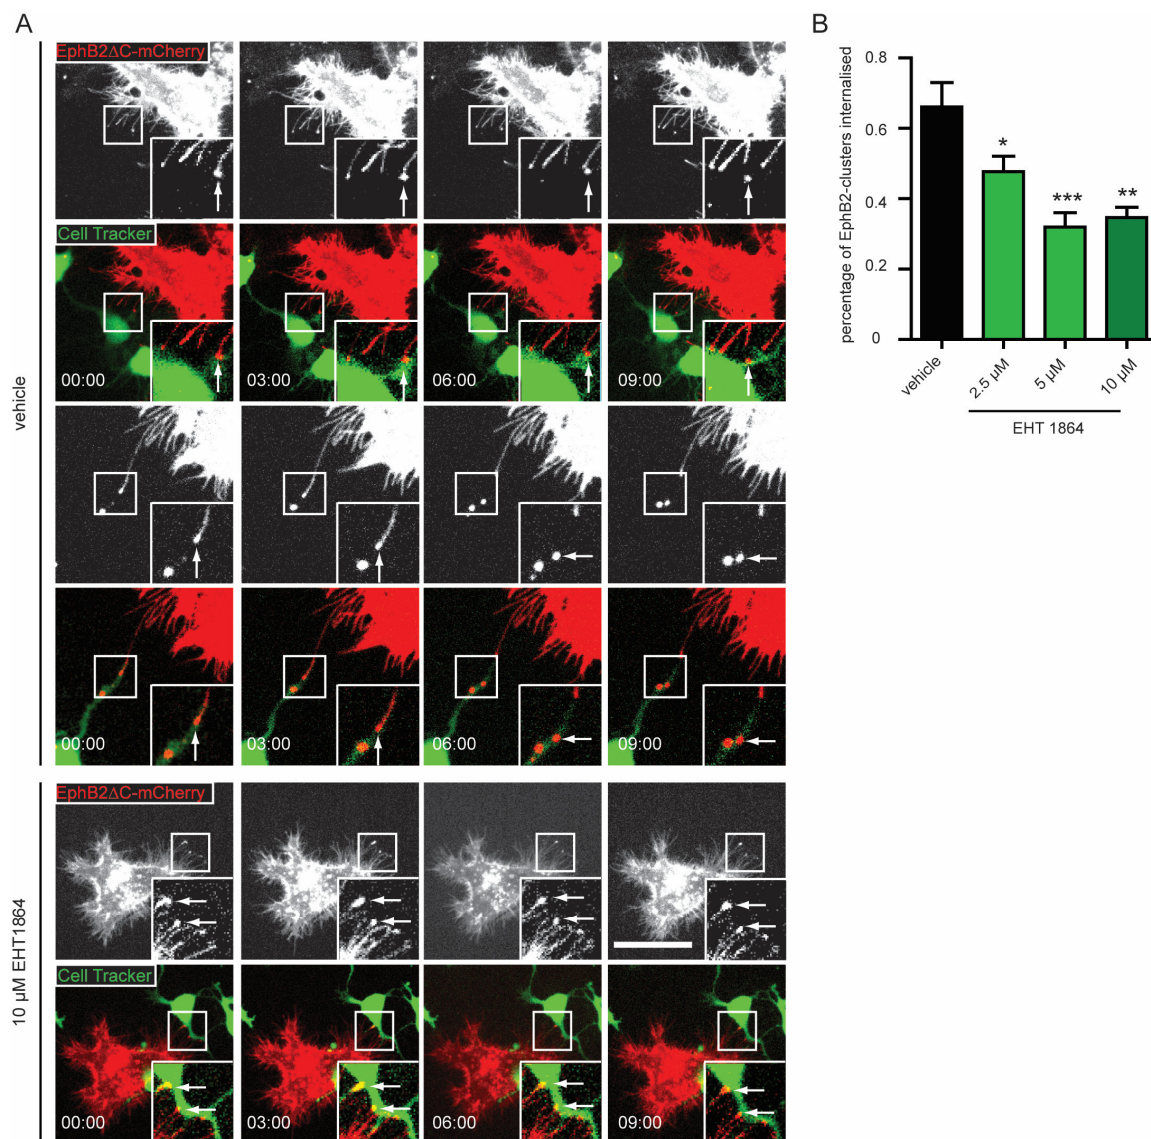 A
EphB2ΔC-mCherry
Cell Tracker
00:00
03:00
06:00
09:00
00:00
03:00
06:00
09:00
vehicle
EphB2ΔC-mCherry
Cell Tracker
00:00
03:00
06:00
09:00
10 µM EHT1864
B
percentage of EphB2-clusters internalised
0.8
0.6
0.4
0.2
0
*
***
**
vehicle
2.5 µM
5 µM
10 µM
EHT 1864